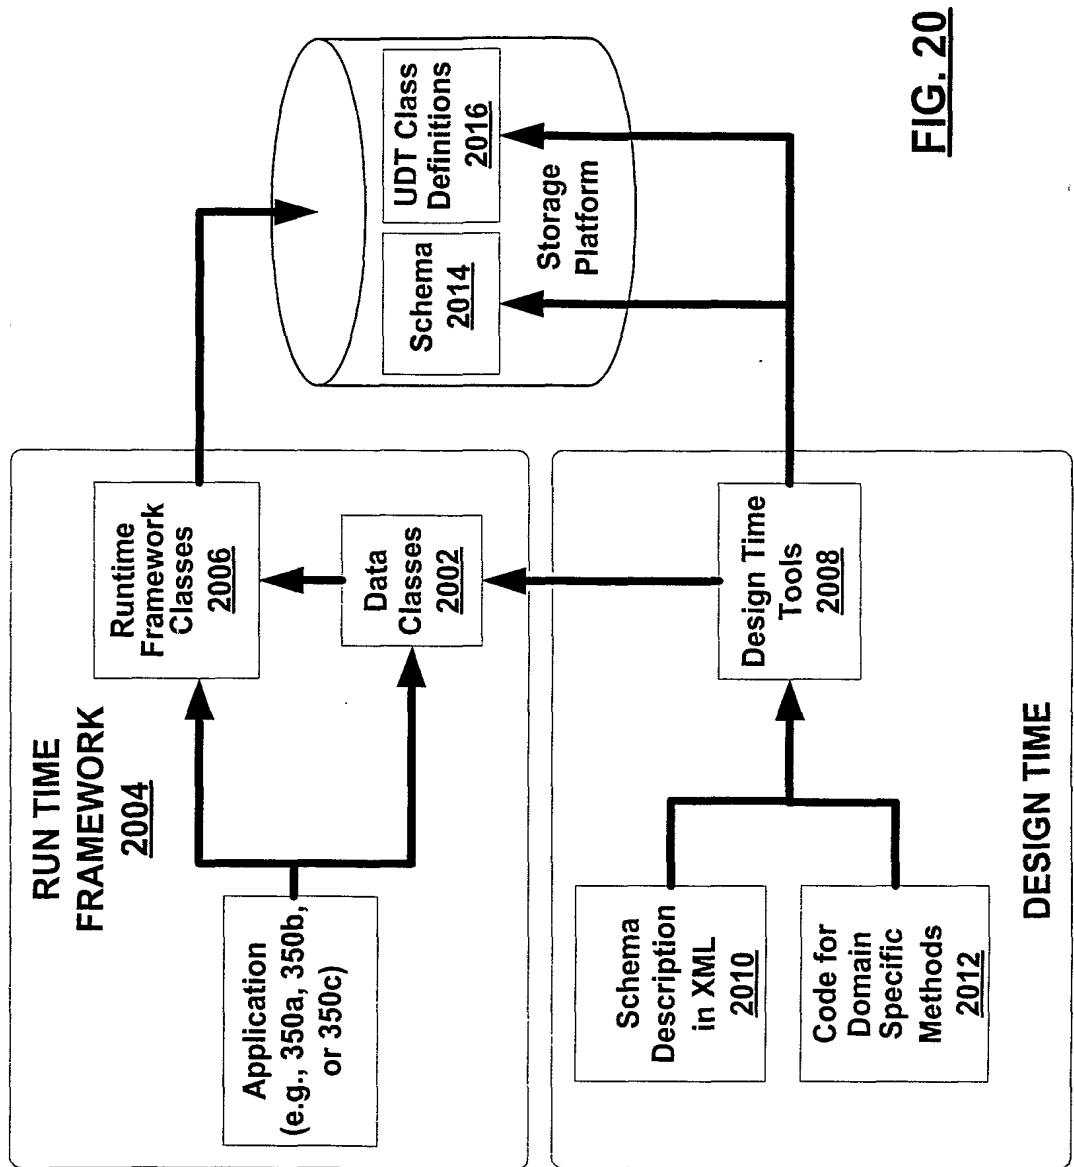 RUN TIME
FRAMEWORK
2004
Application
(e.g., 350a, 350b,
or 350c)
Runtime
Framework
Classes
2006
Data
Classes
2002
Schema
Description
in XML
2010
Code for
Domain
Specific
Methods
2012
Design Time
Tools
2008
DESIGN TIME
Schema
2014
UDT Class
Definitions
2016
Storage
Platform
FIG. 20